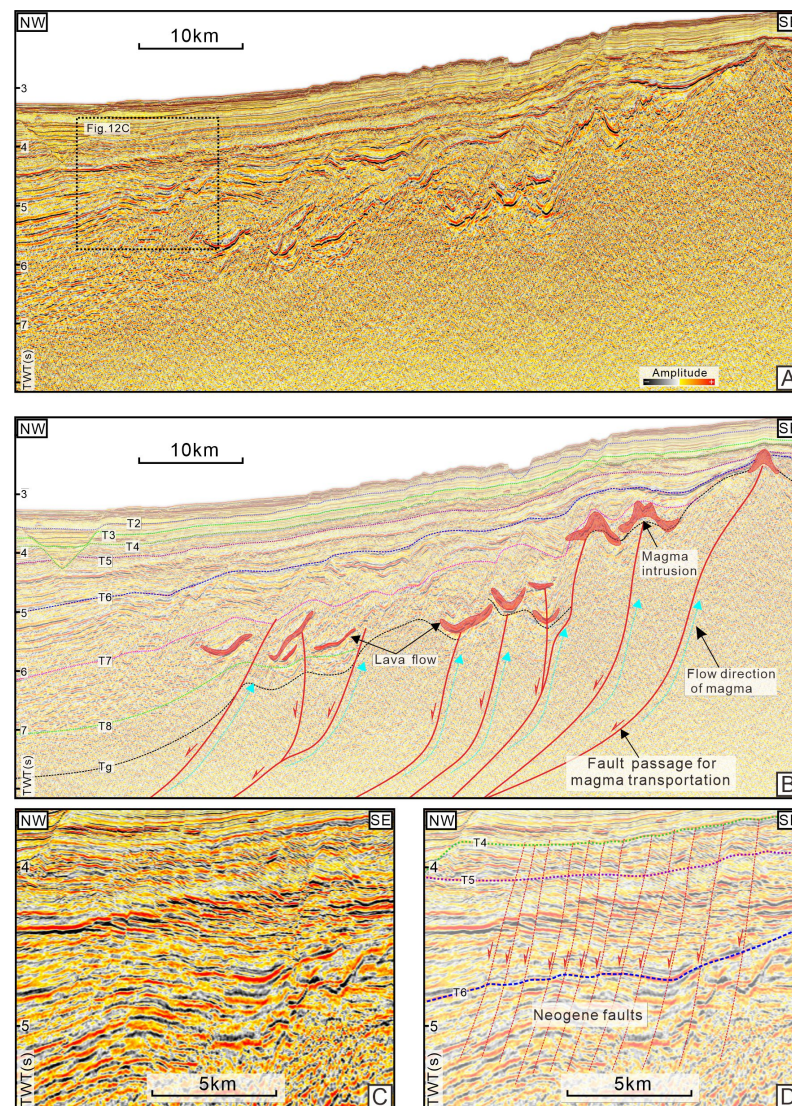 NW
SE
10km
3
Fig.12C
4
5
6
7
TWT(s)
Amplitude
- +
A
NW
SE
10km
3
T2
T3
T4
4
T5
Magma
intrusion
T6
5
T7
Lava flow
6
Flow direction
of magma
T8
7
Tg
Fault passage for
magma transportation
TWT(s)
B
NW
SE
4
5
TWT(s)
5km
C
NW
SE
T4
4
T5
T6
Neogene faults
5
TWT(s)
5km
D